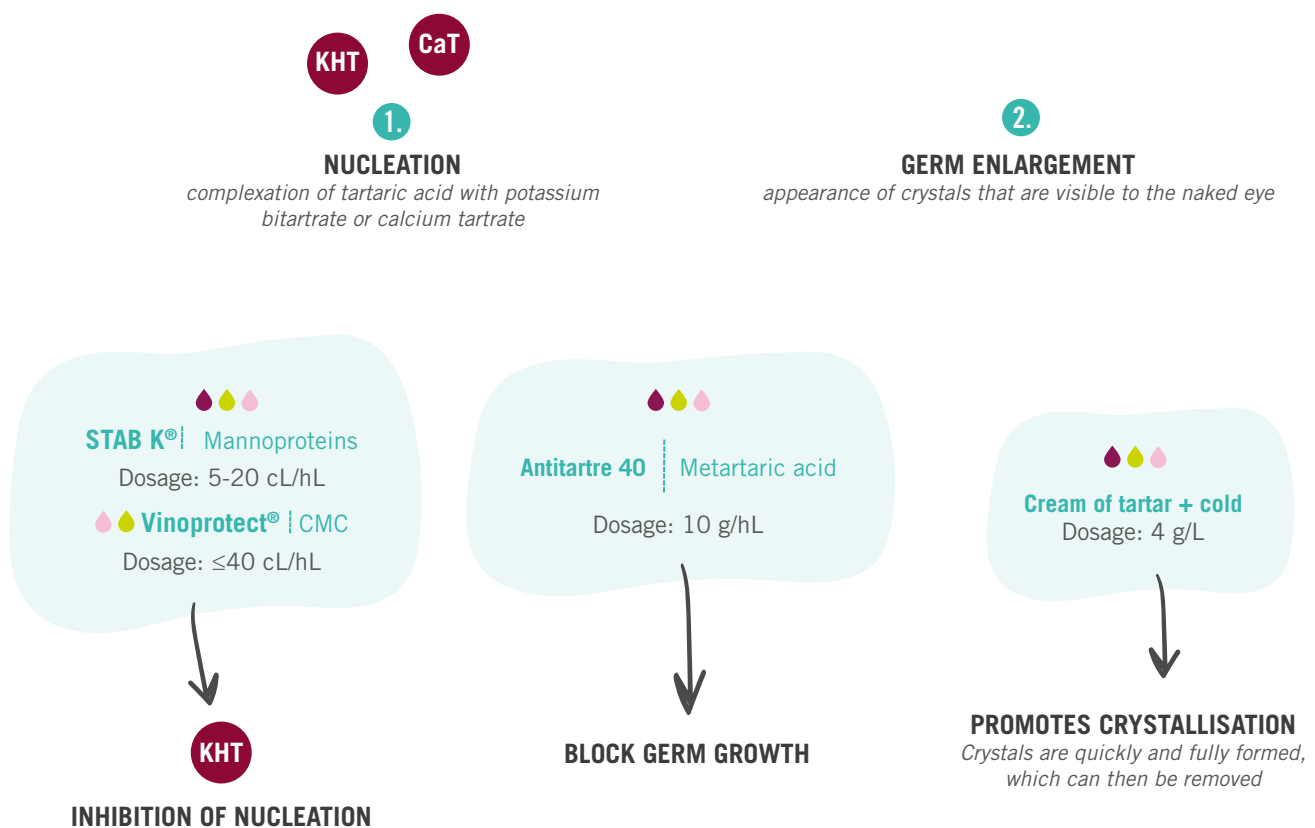 KHT
CaT
1.
NUCLEATION
complexation of tartaric acid with potassium
bitartrate or calcium tartrate
2.
GERM ENLARGEMENT
appearance of crystals that are visible to the naked eye
STAB K® Mannoproteins
Dosage: 5-20 cL/hL
Vinoprotect® CMC
Dosage: ≤40 cL/hL
KHT
INHIBITION OF NUCLEATION
Antitartre 40 Metartaric acid
Dosage: 10 g/hL
BLOCK GERM GROWTH
Cream of tartar + cold
Dosage: 4 g/L
PROMOTES CRYSTALLISATION
Crystals are quickly and fully formed,
which can then be removed